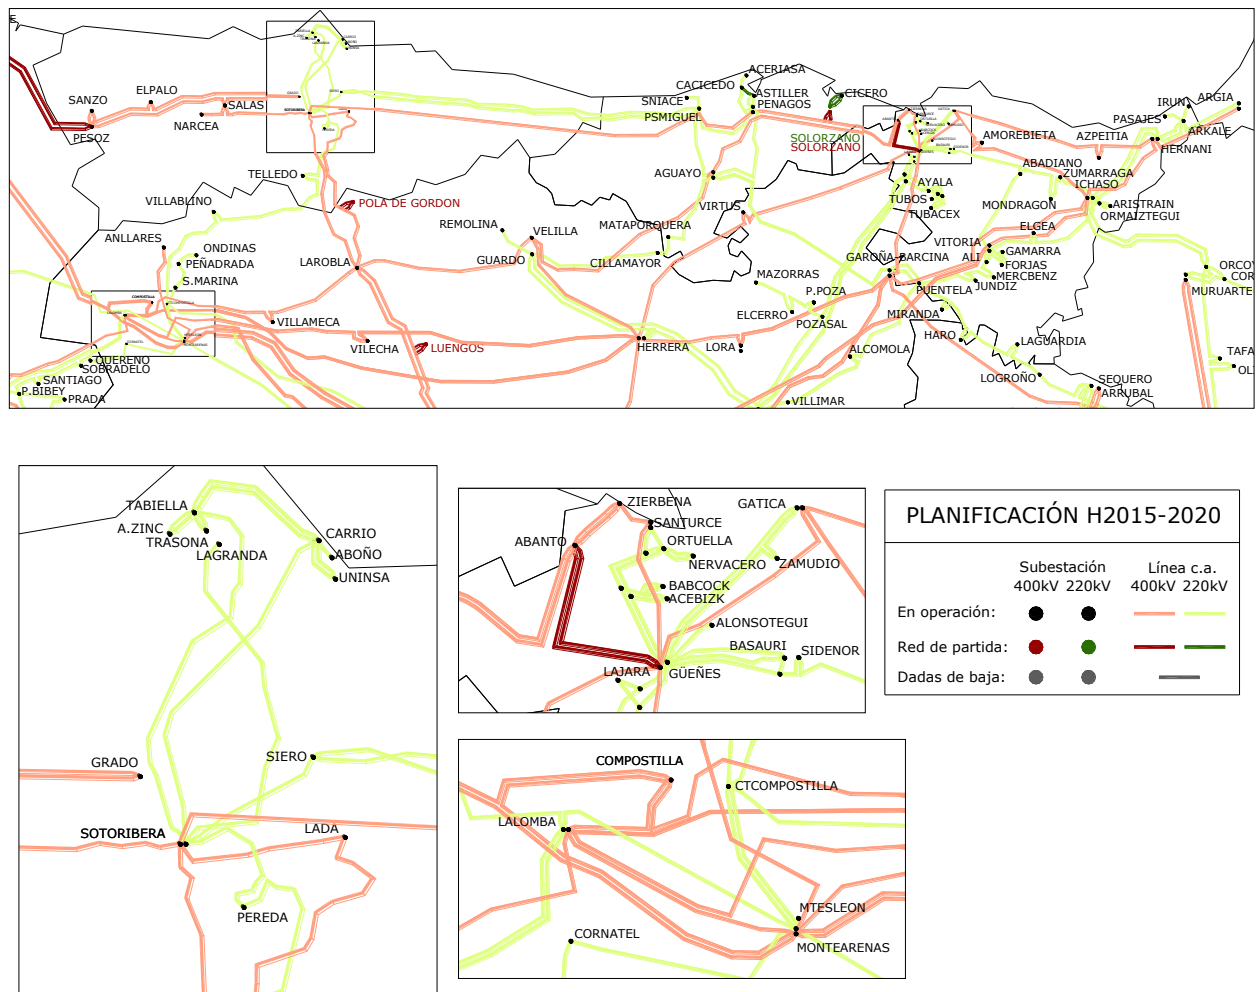 E
SANZO
ELPALO
SALAS
NARCEA
PESOZ
ACERIASA
CACICEDO
ASTILLER
SNIACE
PENAGOS
PSMIGUEL
CICERO
SOLORZANO
SOLORZANO
AMOREBIETA
AZPEITIA
IRUN
ARGIA
PASAJES
ARKALE
HERNANI
TELLEDO
VILLABLINO
POLA DE GORDON
AGUAYO
VIRTUS
AYALA
TUBOS
TUBACEX
ABADIANO
ZUMARRAGA
ICHASO
MONDRAGON
ARISTRAIN
ORMAIZTEGUI
ELGEA
ANLLARES
ONDINAS
PEÑADRADA
S.MARINA
LAROBLA
REMOLINA
VELILLA
GUARDO
MATAPORQUERA
CILLAMAYOR
MAZORRAS
GAROÑA
BARCINA
VITORIA
ALI
GAMARRA
FORJAS
MERCBENZ
JUNDIZ
PUENTELA
ORCOY
COR
MURUARTE
COMPOSTILLA
VILLAMECA
VILECHA
LUENGOS
HERRERA
LORA
ELCERRO
P.POZA
POZASAL
ALCOMOLA
MIRANDA
HARO
LAGUARDIA
LOGROÑO
SEQUERO
ARRUBAL
TAFA
OL
QUEREÑO
SOBRADELO
SANTIAGO
P.BIBEY
PRADA
VILLIMAR
TABIELLA
A.ZINC
TRASONA
LAGRANDA
CARRIO
ABOÑO
UNINSA
GRADO
SIERO
SOTORIBERA
LADA
PEREDA
ZIERBENA
GATICA
SANTURCE
ABANTO
ORTUELLA
NERVACERO
ZAMUDIO
BABCOCK
ACEBIZK
ALONSOTEGUI
BASAURI
SIDENOR
LAJARA
GÜEÑES
COMPOSTILLA
CTCOMPOSTILLA
LALOMBA
MTESLEON
CORNATEL
MONTEARENAS
PLANIFICACIÓN H2015-2020
Subestación
Línea c.a.
400kV 220kV
400kV 220kV
En operación:
Red de partida:
Dadas de baja: